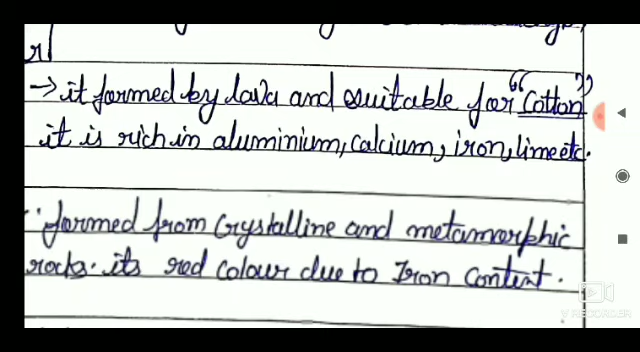 → it formed by lava and suitable for "Cotton"
it is rich in aluminium, calcium, iron, lime etc.
formed from Crystalline and metamorphic
rocks. its red colour due to Iron content.
V RECORDER